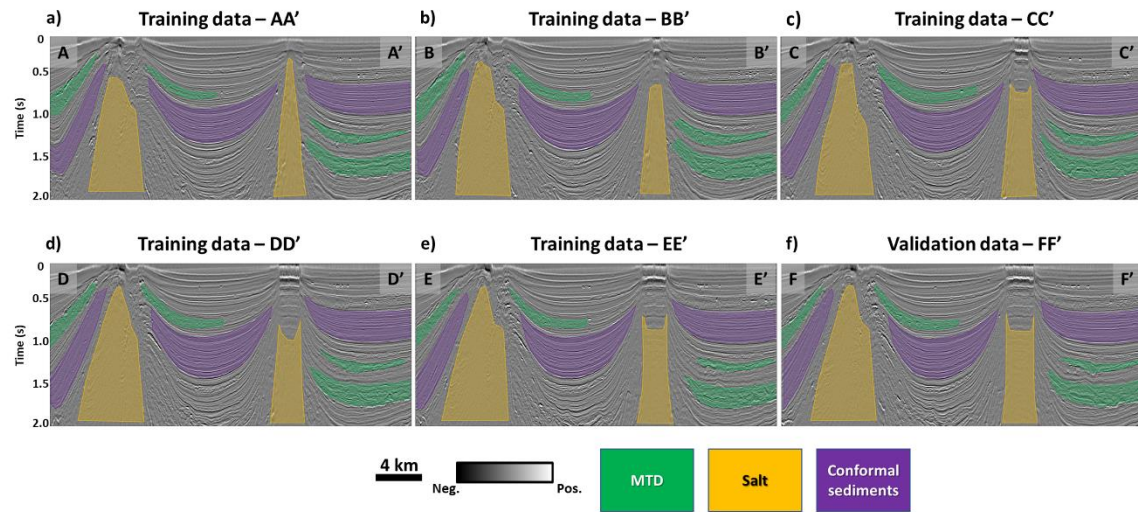 a) Training data – AA'
b) Training data – BB'
c) Training data – CC'
0
0.5
1.0
1.5
2.0
Time (s)
A A'
B B'
C C'
d) Training data – DD'
e) Training data – EE'
f) Validation data – FF'
0
0.5
1.0
1.5
2.0
Time (s)
D D'
E E'
F F'
4 km
Neg. Pos.
MTD
Salt
Conformal
sediments